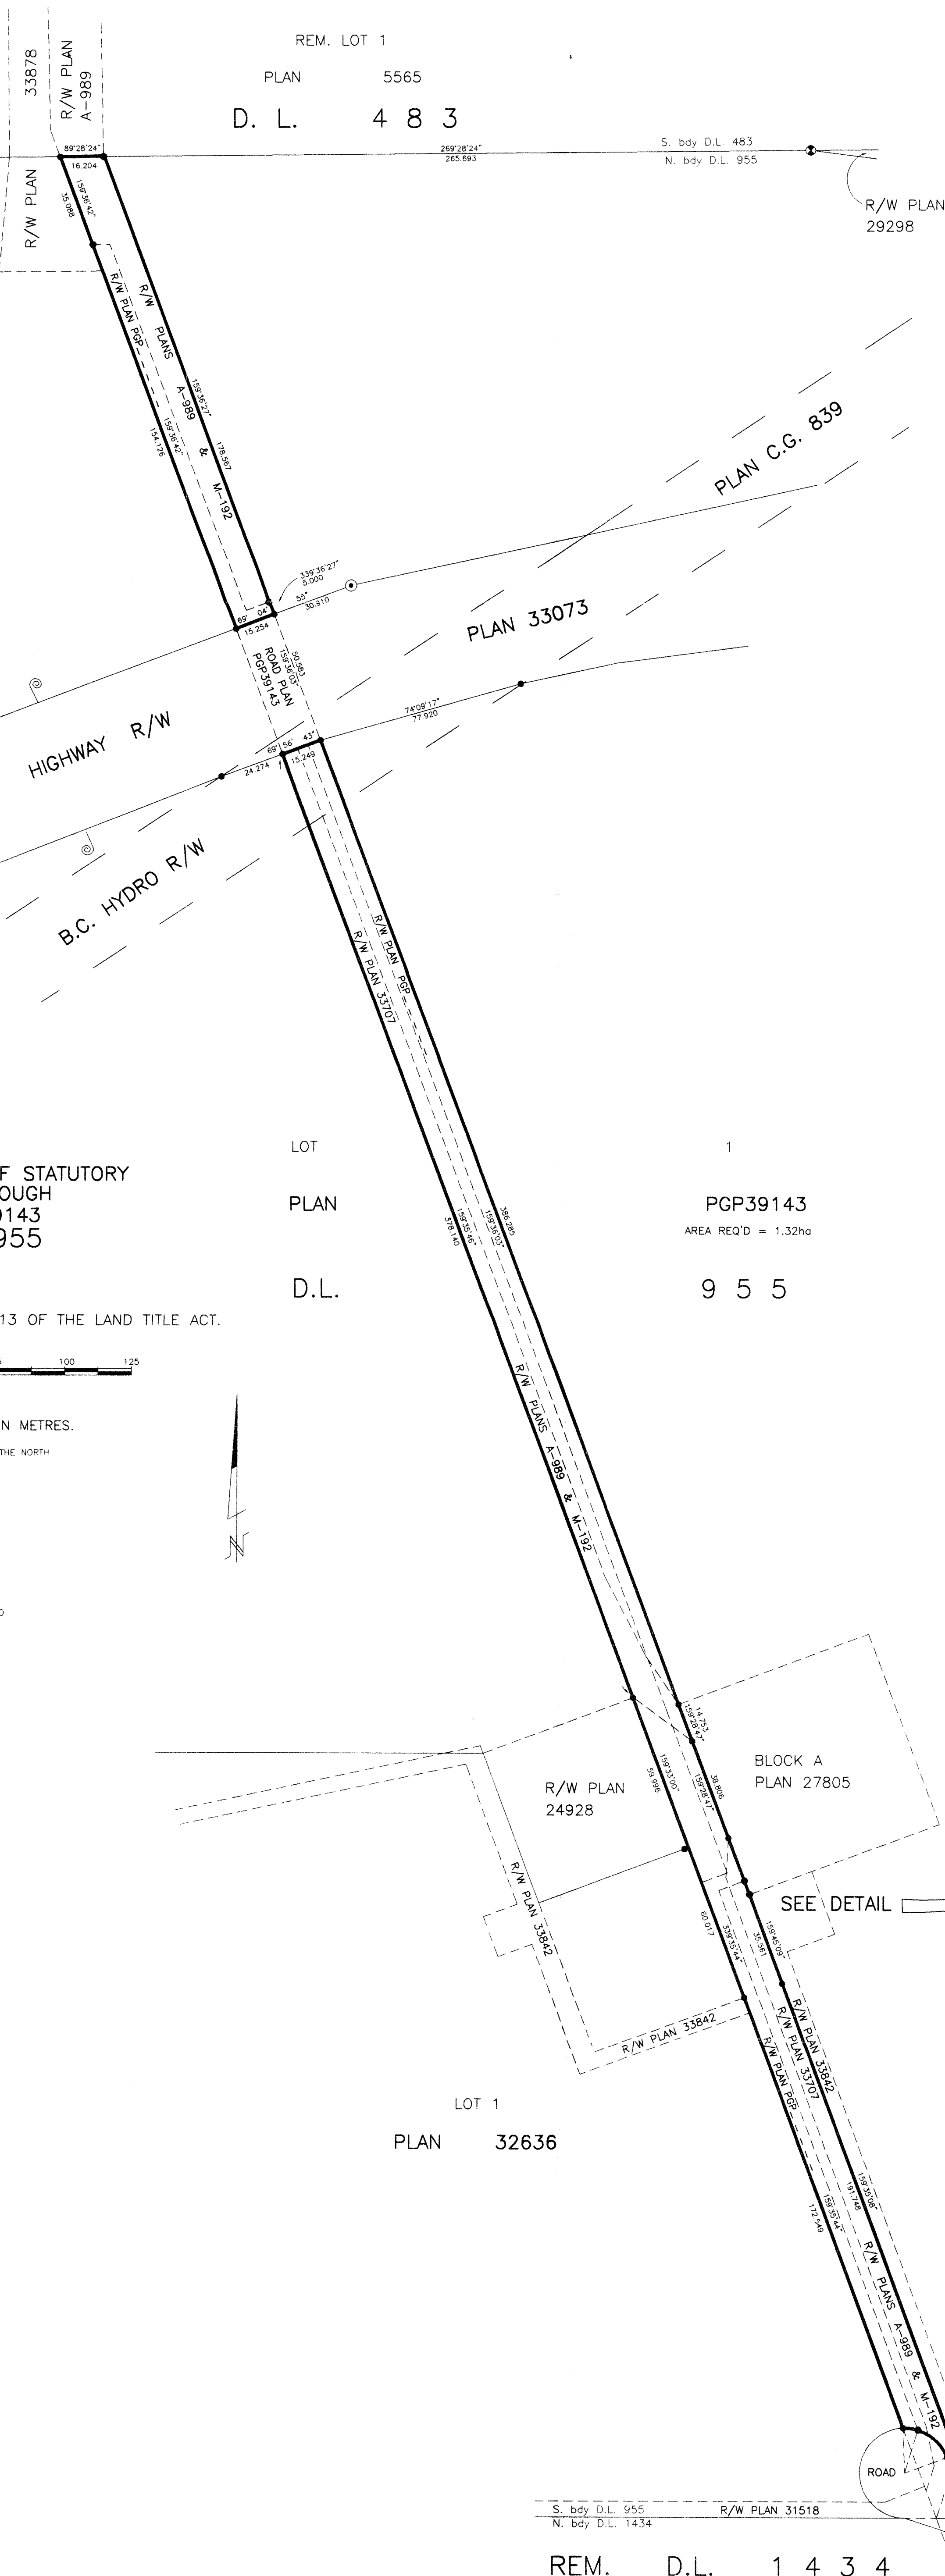 REM. LOT 1
PLAN 5565
D. L. 4 8 3
33878
R/W PLAN
A-989
R/W PLAN
89°28'24"
16.204
269°28'24"
265.693
S. bdy D.L. 483
N. bdy D.L. 955
R/W PLAN
29298
159°36'42"
35.088
R/W PLAN PGP
R/W PLANS A-989 & M-192
159°36'27"
178.567
159°36'42"
154.126
PLAN C.G. 839
339°36'27"
5.000
69° 04' 55"
15.254
30.910
PLAN 33073
50.583
159°36'03"
ROAD PLAN
PGP39143
74°09'17"
77.920
HIGHWAY R/W
69° 56' 43"
24.274
15.249
B.C. HYDRO R/W
R/W PLAN PGP
R/W PLAN 33707
LOT 1
F STATUTORY
OUGH
9143
955
PLAN PGP39143
AREA REQ'D = 1.32ha
386.285
159°36'03"
159°35'46"
378.140
D.L. 9 5 5
13 OF THE LAND TITLE ACT.
100 125
N METRES.
THE NORTH
N
R/W PLANS A-989 & M-192
14.753
159°28'47"
BLOCK A
PLAN 27805
38.806
159°28'47"
159°33'00"
59.996
R/W PLAN
24928
R/W PLAN 33842
SEE DETAIL
60.017
339°35'44"
159°45'09"
35.561
R/W PLAN 33842
R/W PLAN 33842
R/W PLAN 33707
R/W PLAN PGP
LOT 1
PLAN 32636
159°35'08"
191.748
159°35'44"
172.549
R/W PLANS A-989 & M-192
ROAD
S. bdy D.L. 955
R/W PLAN 31518
N. bdy D.L. 1434
REM. D.L. 1 4 3 4